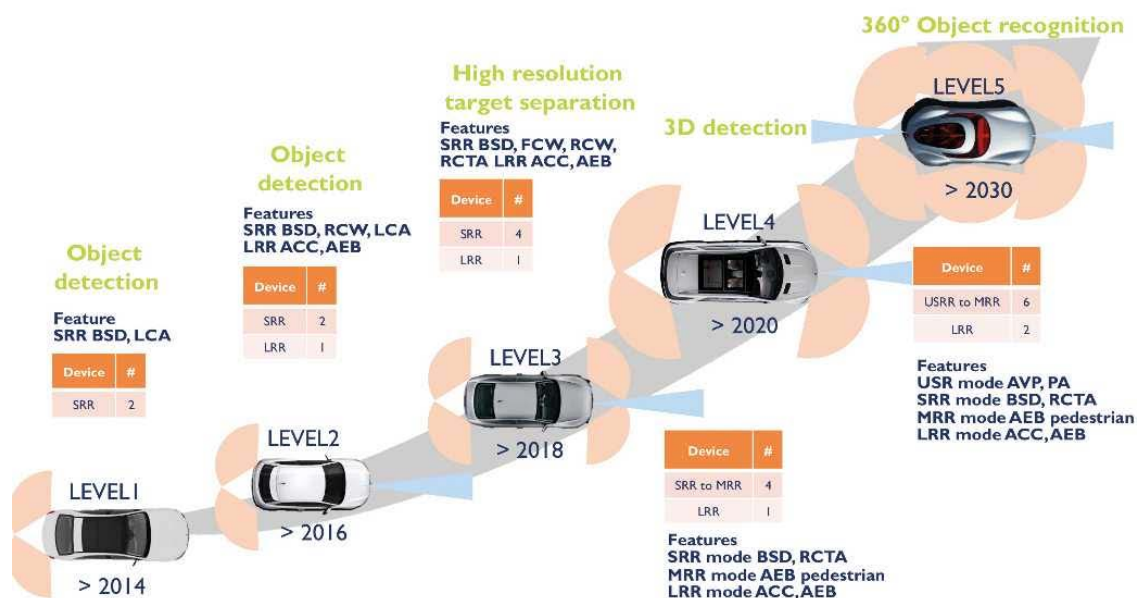 Object
detection
Feature
SRR BSD, LCA
Device #
SRR 2
LEVEL1
> 2014
Object
detection
Features
SRR BSD, RCW, LCA
LRR ACC, AEB
Device #
SRR 2
LRR 1
LEVEL2
> 2016
High resolution
target separation
Features
SRR BSD, FCW, RCW,
RCTA LRR ACC, AEB
Device #
SRR 4
LRR 1
LEVEL3
> 2018
3D detection
LEVEL4
> 2020
Device #
SRR to MRR 4
LRR 1
Features
SRR mode BSD, RCTA
MRR mode AEB pedestrian
LRR mode ACC, AEB
360° Object recognition
LEVEL5
> 2030
Device #
USRR to MRR 6
LRR 2
Features
USR mode AVP, PA
SRR mode BSD, RCTA
MRR mode AEB pedestrian
LRR mode ACC, AEB